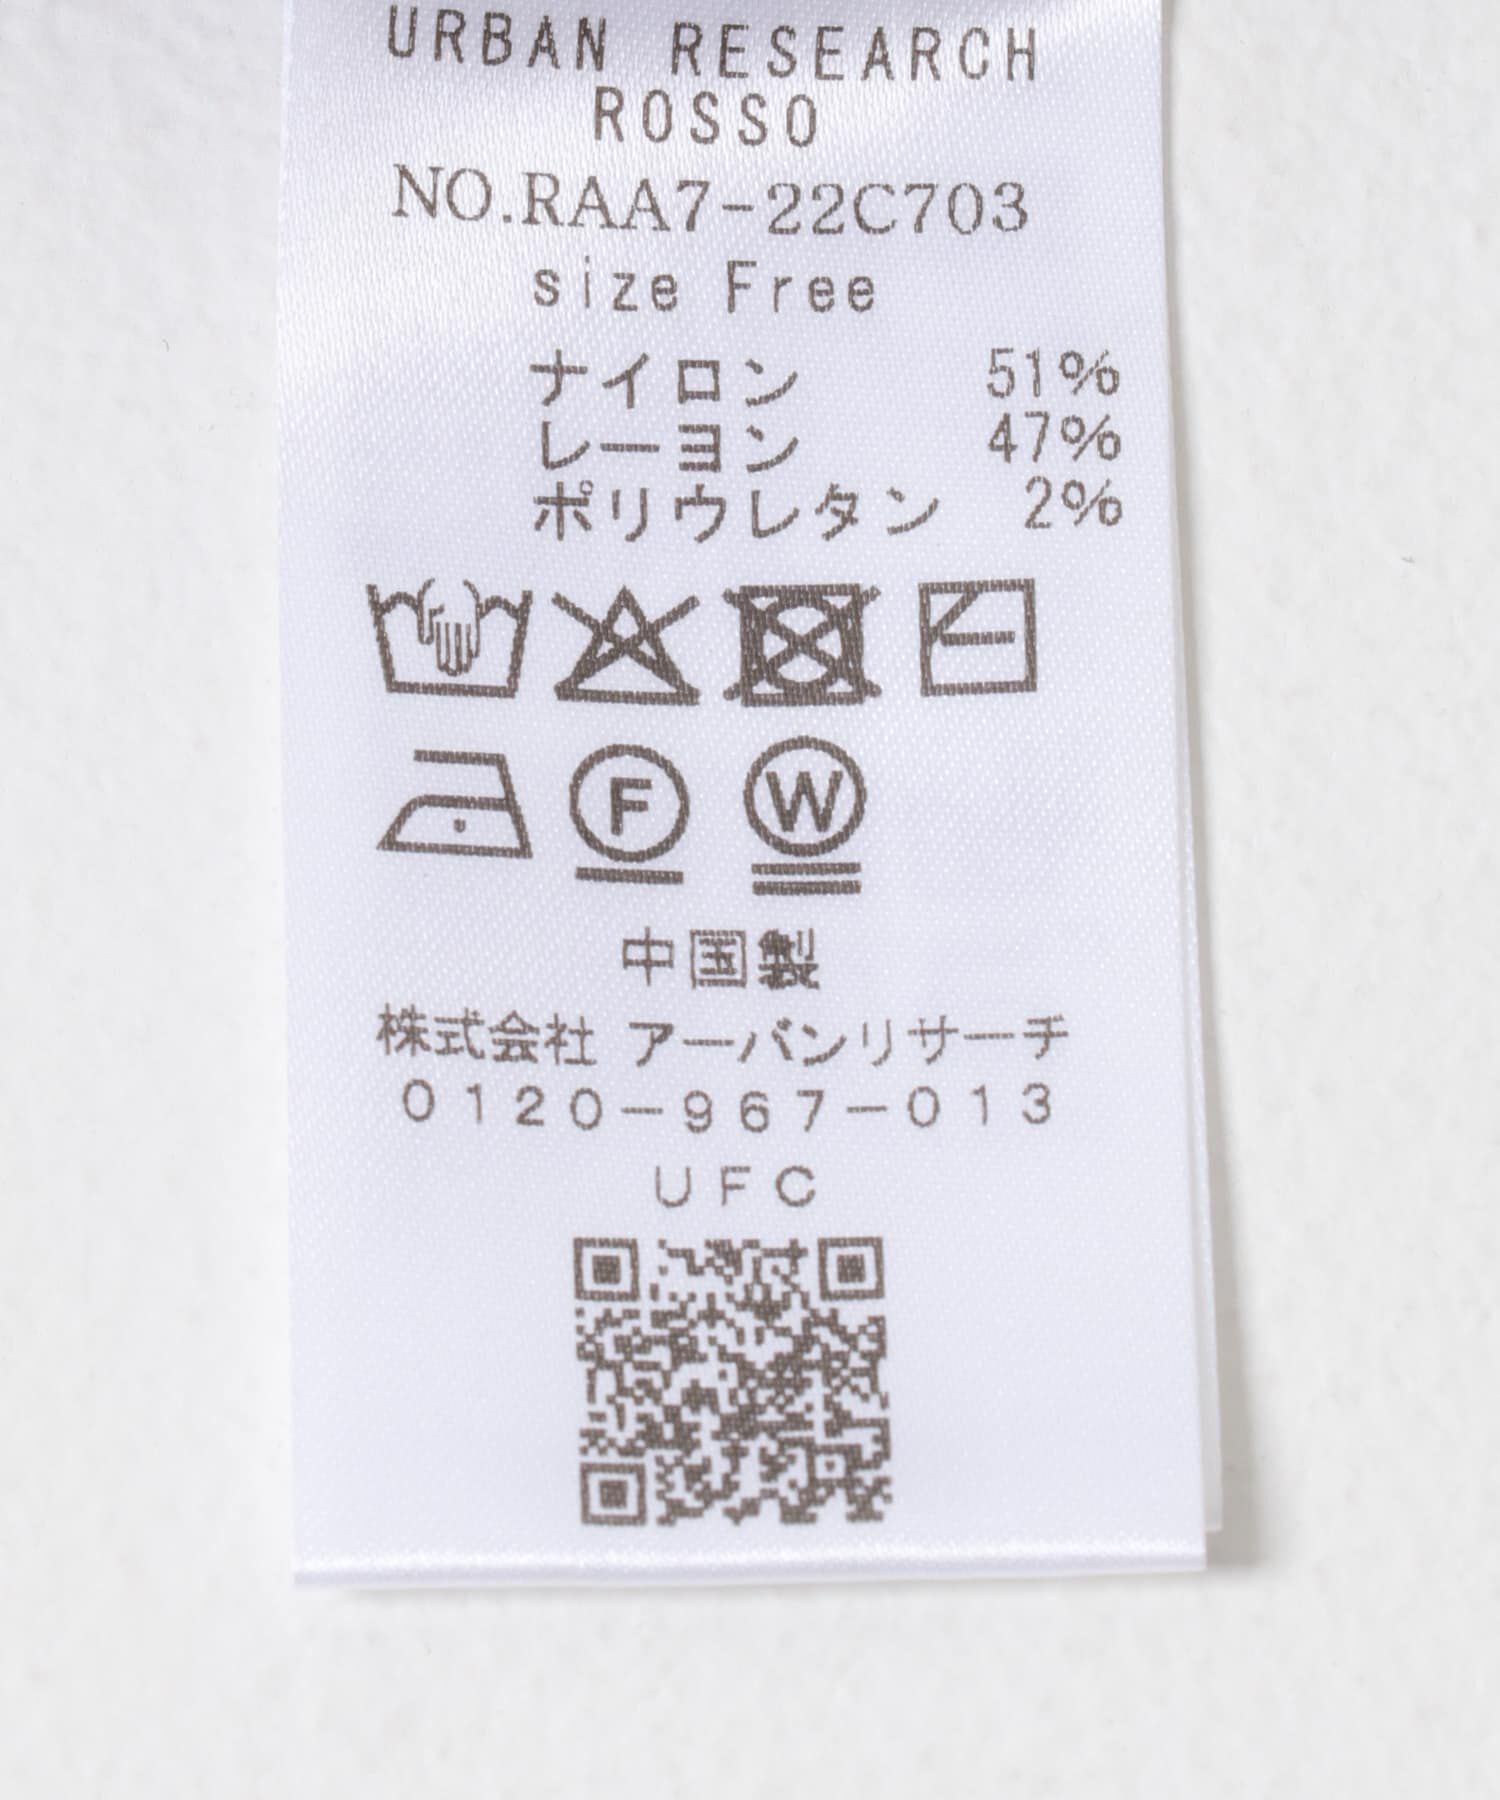 URBAN RESEARCH
ROSSO
NO.RAA7-22C703
size Free
ナイロン 51%
レーヨン 47%
ポリウレタン 2%
F W
中国製
株式会社 アーバンリサーチ
0120-967-013
UFC